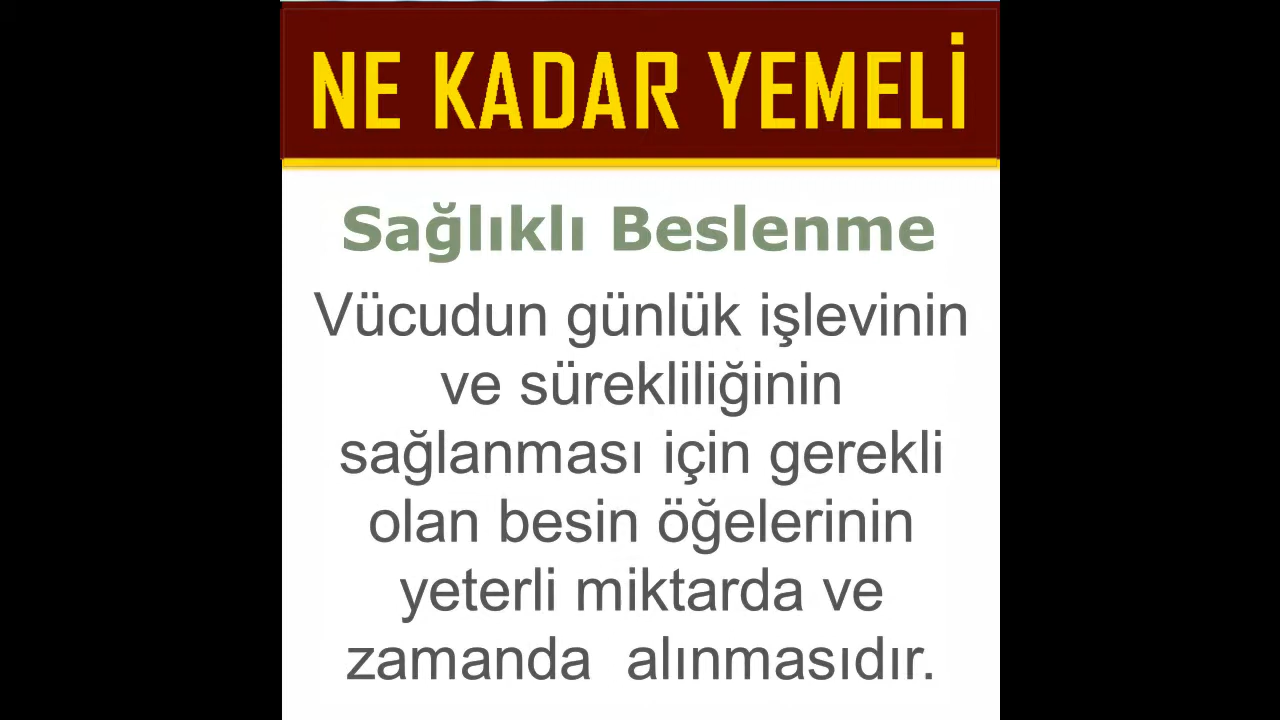 NE KADAR YEMELİ
Sağlıklı Beslenme
Vücudun günlük işlevinin
ve sürekliliğinin
sağlanması için gerekli
olan besin öğelerinin
yeterli miktarda ve
zamanda  alınmasıdır.